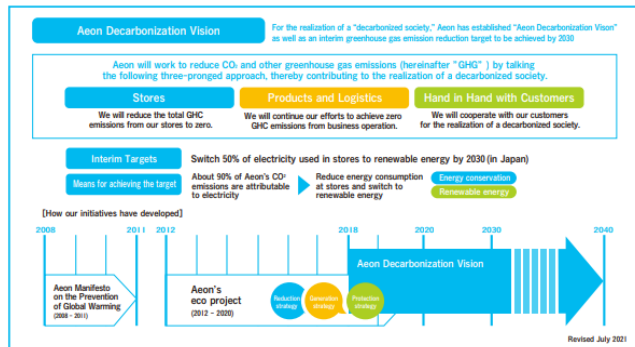 Aeon Decarbonization Vision
For the realization of a "decarbonized society," Aeon has established "Aeon Decarbonization Vison"
as well as an interim greenhouse gas emission reduction target to be achieved by 2030
Aeon will work to reduce CO₂ and other greenhouse gas emissions (hereinafter "GHG" ) by talking
the following three-pronged approach, thereby contributing to the realization of a decarbonized society.
Stores
We will reduce the total GHC
emissions from our stores to zero.
Products and Logistics
We will continue our efforts to achieve zero
GHC emissions from business operation.
Hand in Hand with Customers
We will cooperate with our customers
for the realization of a decarbonized society.
Interim Targets
Switch 50% of electricity used in stores to renewable energy by 2030 (in Japan)
Means for achieving the target
About 90% of Aeon's CO²
emissions are attributable
to electricity
Reduce energy consumption
at stores and switch to
renewable energy
Energy conservation
Renewable energy
[How our initiatives have developed]
2008 2011 2012 2018 2020 2030 2040
Aeon Manifesto
on the Prevention
of Global Warming
(2008 - 2011)
Aeon's
eco project
(2012 - 2020)
Reduction
strategy
Generation
strategy
Protection
strategy
Aeon Decarbonization Vision
Revised July 2021